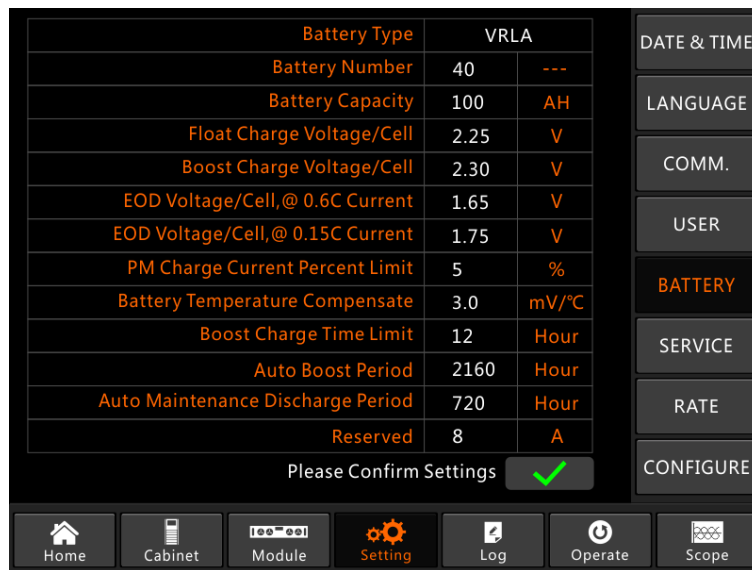 Battery Type VRLA
Battery Number 40 ---
Battery Capacity 100 AH
Float Charge Voltage/Cell 2.25 V
Boost Charge Voltage/Cell 2.30 V
EOD Voltage/Cell,@ 0.6C Current 1.65 V
EOD Voltage/Cell,@ 0.15C Current 1.75 V
PM Charge Current Percent Limit 5 %
Battery Temperature Compensate 3.0 mV/℃
Boost Charge Time Limit 12 Hour
Auto Boost Period 2160 Hour
Auto Maintenance Discharge Period 720 Hour
Reserved 8 A
Please Confirm Settings
DATE & TIME
LANGUAGE
COMM.
USER
BATTERY
SERVICE
RATE
CONFIGURE
Home Cabinet Module Setting Log Operate Scope